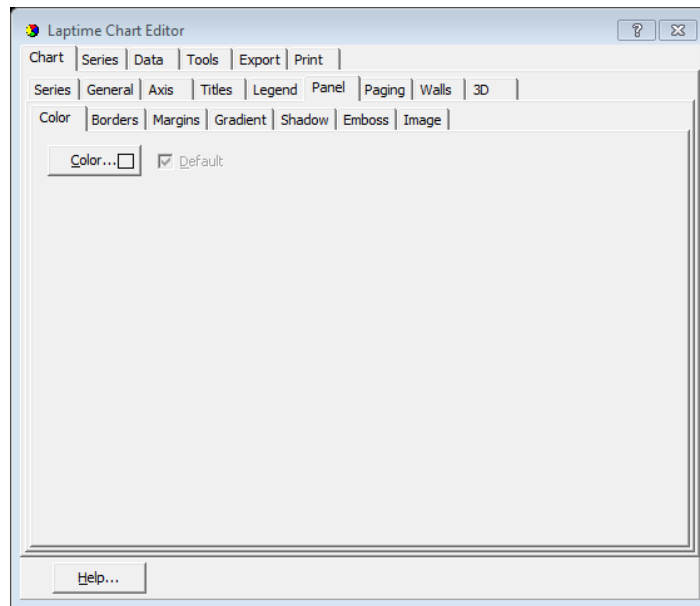 Laptime Chart Editor
Chart Series Data Tools Export Print
Series General Axis Titles Legend Panel Paging Walls 3D
Color Borders Margins Gradient Shadow Emboss Image
Color... Default
Help...